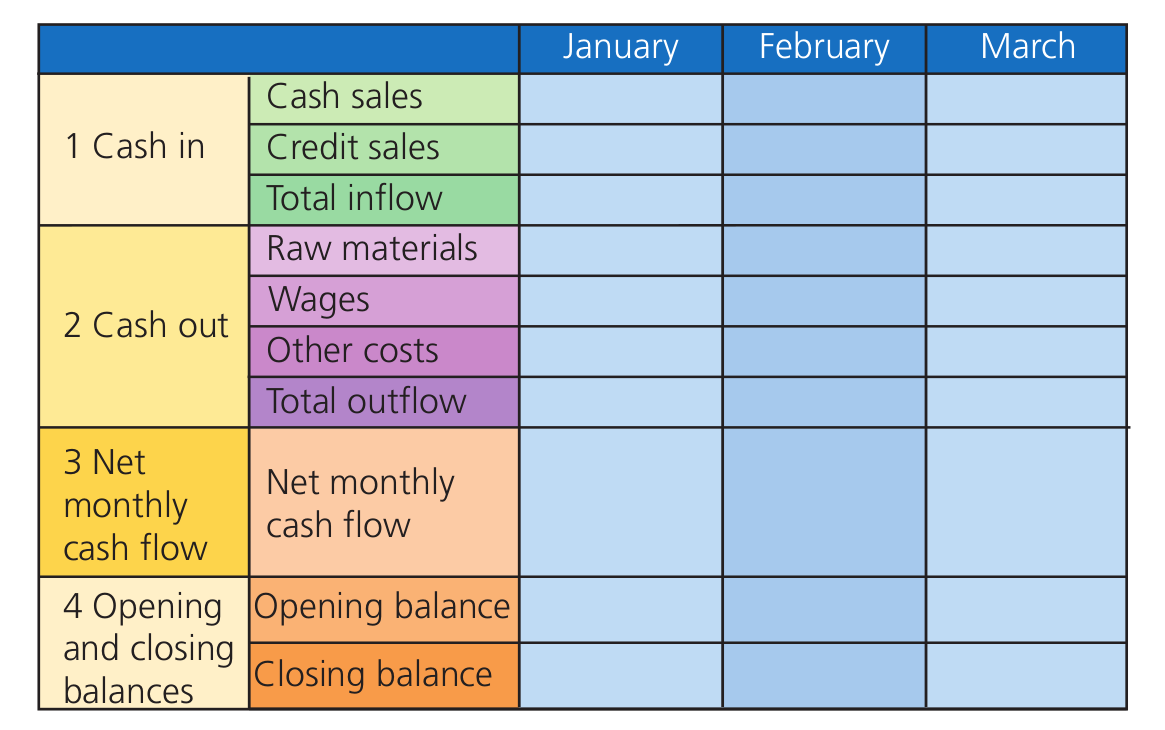 January February March
1 Cash in
Cash sales
Credit sales
Total inflow
2 Cash out
Raw materials
Wages
Other costs
Total outflow
3 Net
monthly
cash flow
Net monthly
cash flow
4 Opening
and closing
balances
Opening balance
Closing balance